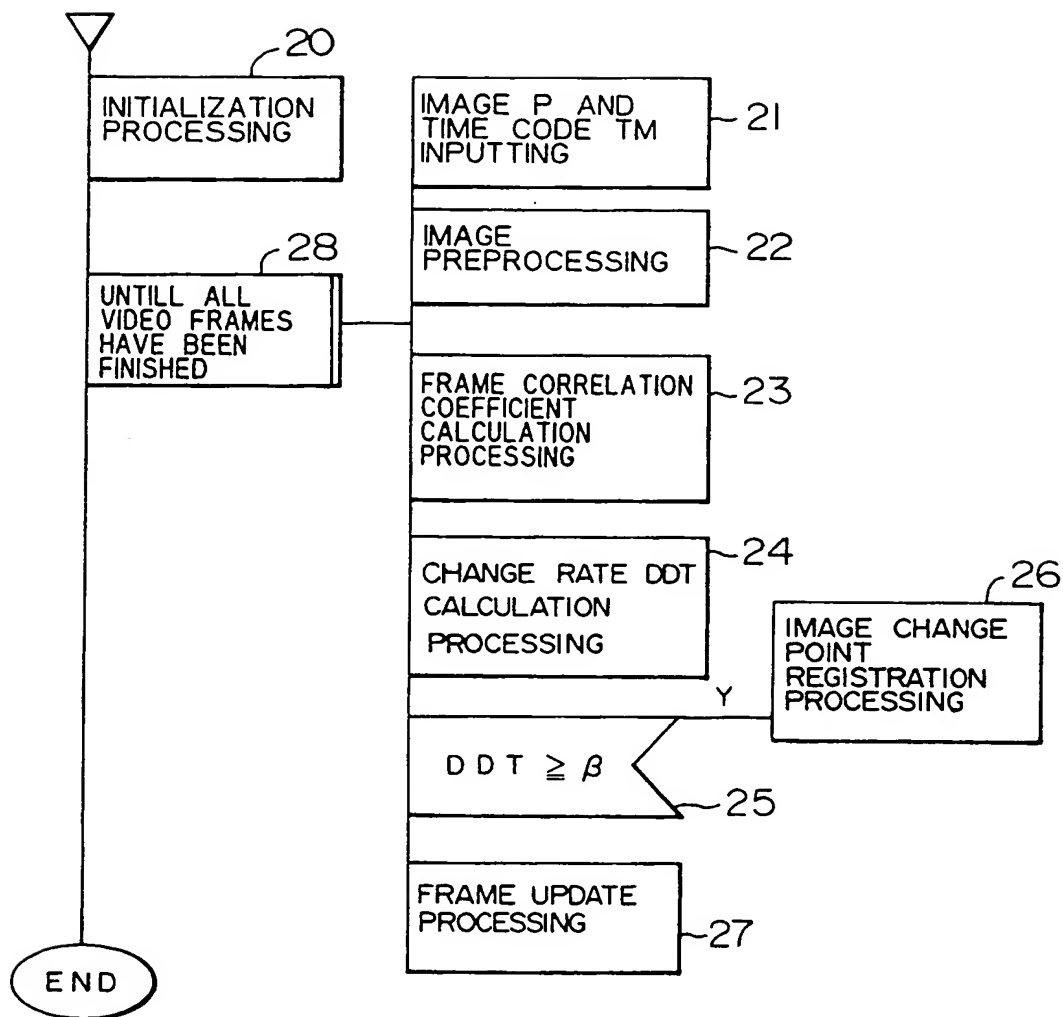 20
INITIALIZATION
PROCESSING
28
UNTILL ALL
VIDEO FRAMES
HAVE BEEN
FINISHED
21
IMAGE P AND
TIME CODE TM
INPUTTING
22
IMAGE
PREPROCESSING
23
FRAME CORRELATION
COEFFICIENT
CALCULATION
PROCESSING
24
CHANGE RATE DDT
CALCULATION
PROCESSING
26
IMAGE CHANGE
POINT
REGISTRATION
PROCESSING
Y
DDT ≧ β
25
FRAME UPDATE
PROCESSING
27
END